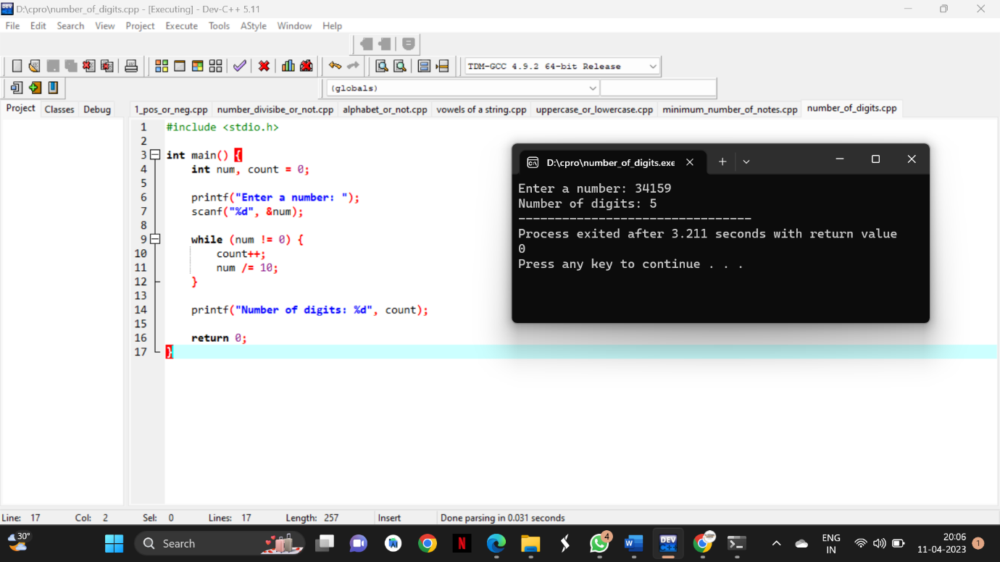 D:\cpro\number_of_digits.cpp - [Executing] - Dev-C++ 5.11
File Edit Search View Project Execute Tools AStyle Window Help
TDM-GCC 4.9.2 64-bit Release
(globals)
Project Classes Debug
1_pos_or_neg.cpp number_divisibe_or_not.cpp alphabet_or_not.cpp vowels of a string.cpp uppercase_or_lowercase.cpp minimum_number_of_notes.cpp number_of_digits.cpp
1 #include <stdio.h>
2
3 int main() {
4 int num, count = 0;
5
6 printf("Enter a number: ");
7 scanf("%d", &num);
8
9 while (num != 0) {
10 count++;
11 num /= 10;
12 }
13
14 printf("Number of digits: %d", count);
15
16 return 0;
17 }
D:\cpro\number_of_digits.exe
Enter a number: 34159
Number of digits: 5
--------------------------------
Process exited after 3.211 seconds with return value
0
Press any key to continue . . .
Line: 17 Col: 2 Sel: 0 Lines: 17 Length: 257 Insert Done parsing in 0.031 seconds
30°
Search
N
4
W
DEV
ENG
IN
20:06
11-04-2023
1